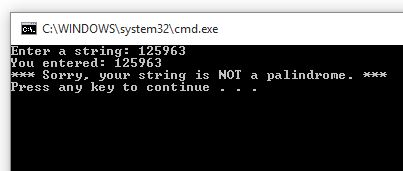 C:\WINDOWS\system32\cmd.exe
Enter a string: 125963
You entered: 125963
*** Sorry, your string is NOT a palindrome. ***
Press any key to continue . . .